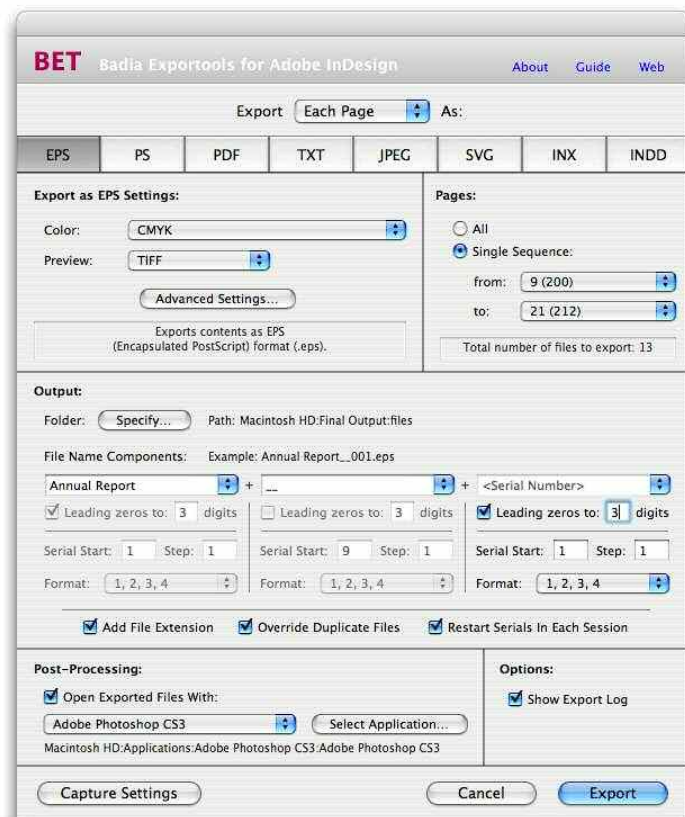 BET Badia Exportools for Adobe InDesign About Guide Web
Export Each Page As:
EPS PS PDF TXT JPEG SVG INX INDD
Export as EPS Settings:
Color: CMYK
Preview: TIFF
Advanced Settings...
Exports contents as EPS
(Encapsulated PostScript) format (.eps).
Pages:
All
Single Sequence:
from: 9 (200)
to: 21 (212)
Total number of files to export: 13
Output:
Folder: Specify... Path: Macintosh HD:Final Output:files
File Name Components: Example: Annual Report__001.eps
Annual Report + __ + <Serial Number>
Leading zeros to: 3 digits Leading zeros to: 3 digits Leading zeros to: 3 digits
Serial Start: 1 Step: 1 Serial Start: 9 Step: 1 Serial Start: 1 Step: 1
Format: 1, 2, 3, 4 Format: 1, 2, 3, 4 Format: 1, 2, 3, 4
Add File Extension Override Duplicate Files Restart Serials In Each Session
Post-Processing:
Open Exported Files With:
Adobe Photoshop CS3 Select Application...
Macintosh HD:Applications:Adobe Photoshop CS3:Adobe Photoshop CS3
Options:
Show Export Log
Capture Settings Cancel Export